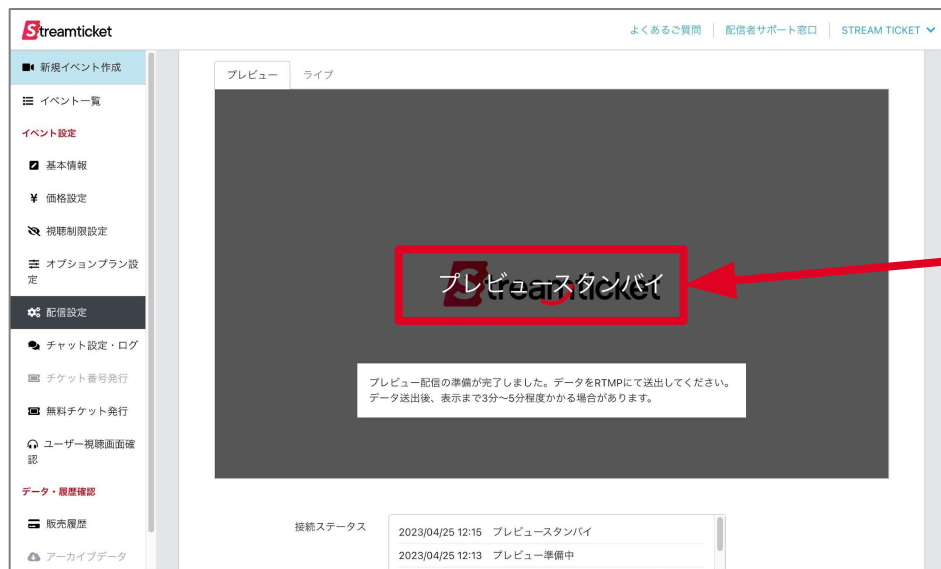 Streamticket
よくあるご質問
配信者サポート窓口
STREAM TICKET
新規イベント作成
イベント一覧
イベント設定
基本情報
価格設定
視聴制限設定
オプションプラン設
定
配信設定
チャット設定・ログ
チケット番号発行
無料チケット発行
ユーザー視聴画面確
認
データ・履歴確認
販売履歴
アーカイブデータ
プレビュー
ライブ
Streamticket
プレビュースタンバイ
プレビュー配信の準備が完了しました。データをRTMPにて送出してください。
データ送出後、表示まで3分〜5分程度かかる場合があります。
接続ステータス
2023/04/25 12:15 プレビュースタンバイ
2023/04/25 12:13 プレビュー準備中